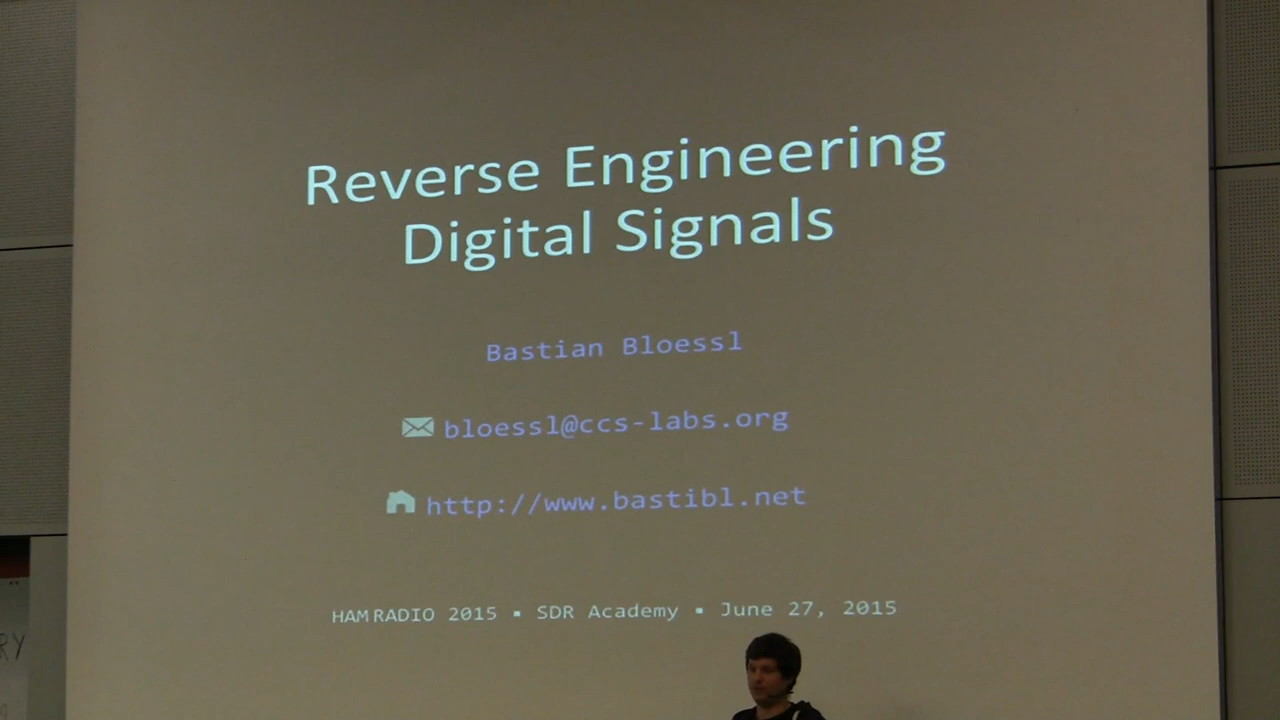 Reverse Engineering
Digital Signals
Bastian Bloessl
bloessl@ccs-labs.org
http://www.bastibl.net
HAM RADIO 2015 ▪ SDR Academy ▪ June 27, 2015
RY